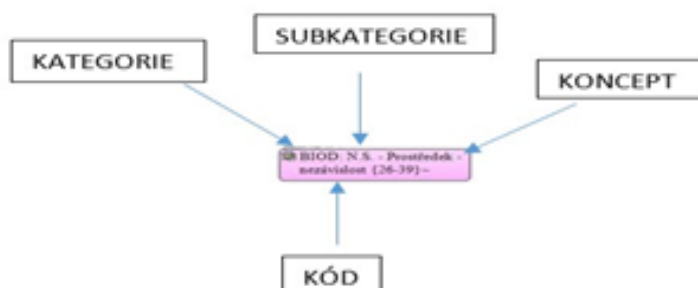 SUBKATEGORIE
KATEGORIE
KONCEPT
BIOD: N.S. - Prostředek -
nezávislost {26-39}~
KÓD